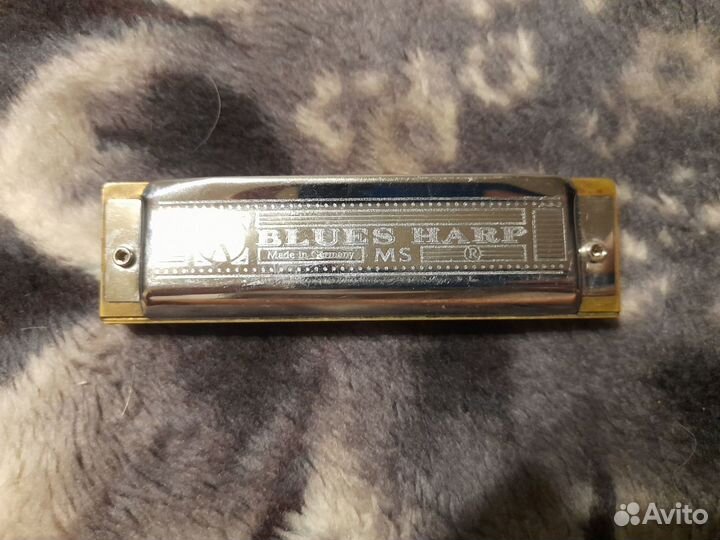 BLUES HARP
Made in Germany MS ®
Avito